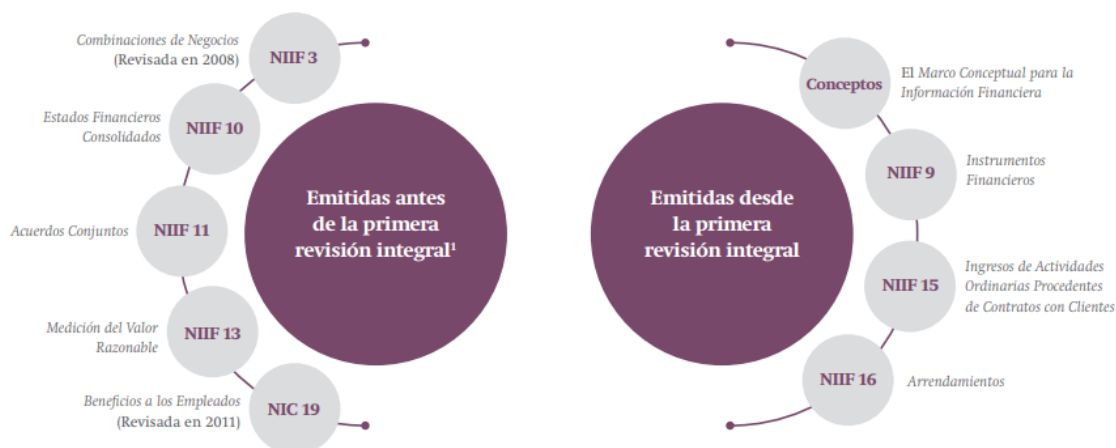 Combinaciones de Negocios
(Revisada en 2008)
NIIF 3
Estados Financieros
Consolidados
NIIF 10
Acuerdos Conjuntos
NIIF 11
Medición del Valor
Razonable
NIIF 13
Beneficios a los Empleados
(Revisada en 2011)
NIC 19
Emitidas antes
de la primera
revisión integral¹
Emitidas desde
la primera
revisión integral
Conceptos
El Marco Conceptual para la
Información Financiera
NIIF 9
Instrumentos
Financieros
NIIF 15
Ingresos de Actividades
Ordinarias Procedentes
de Contratos con Clientes
NIIF 16
Arrendamientos